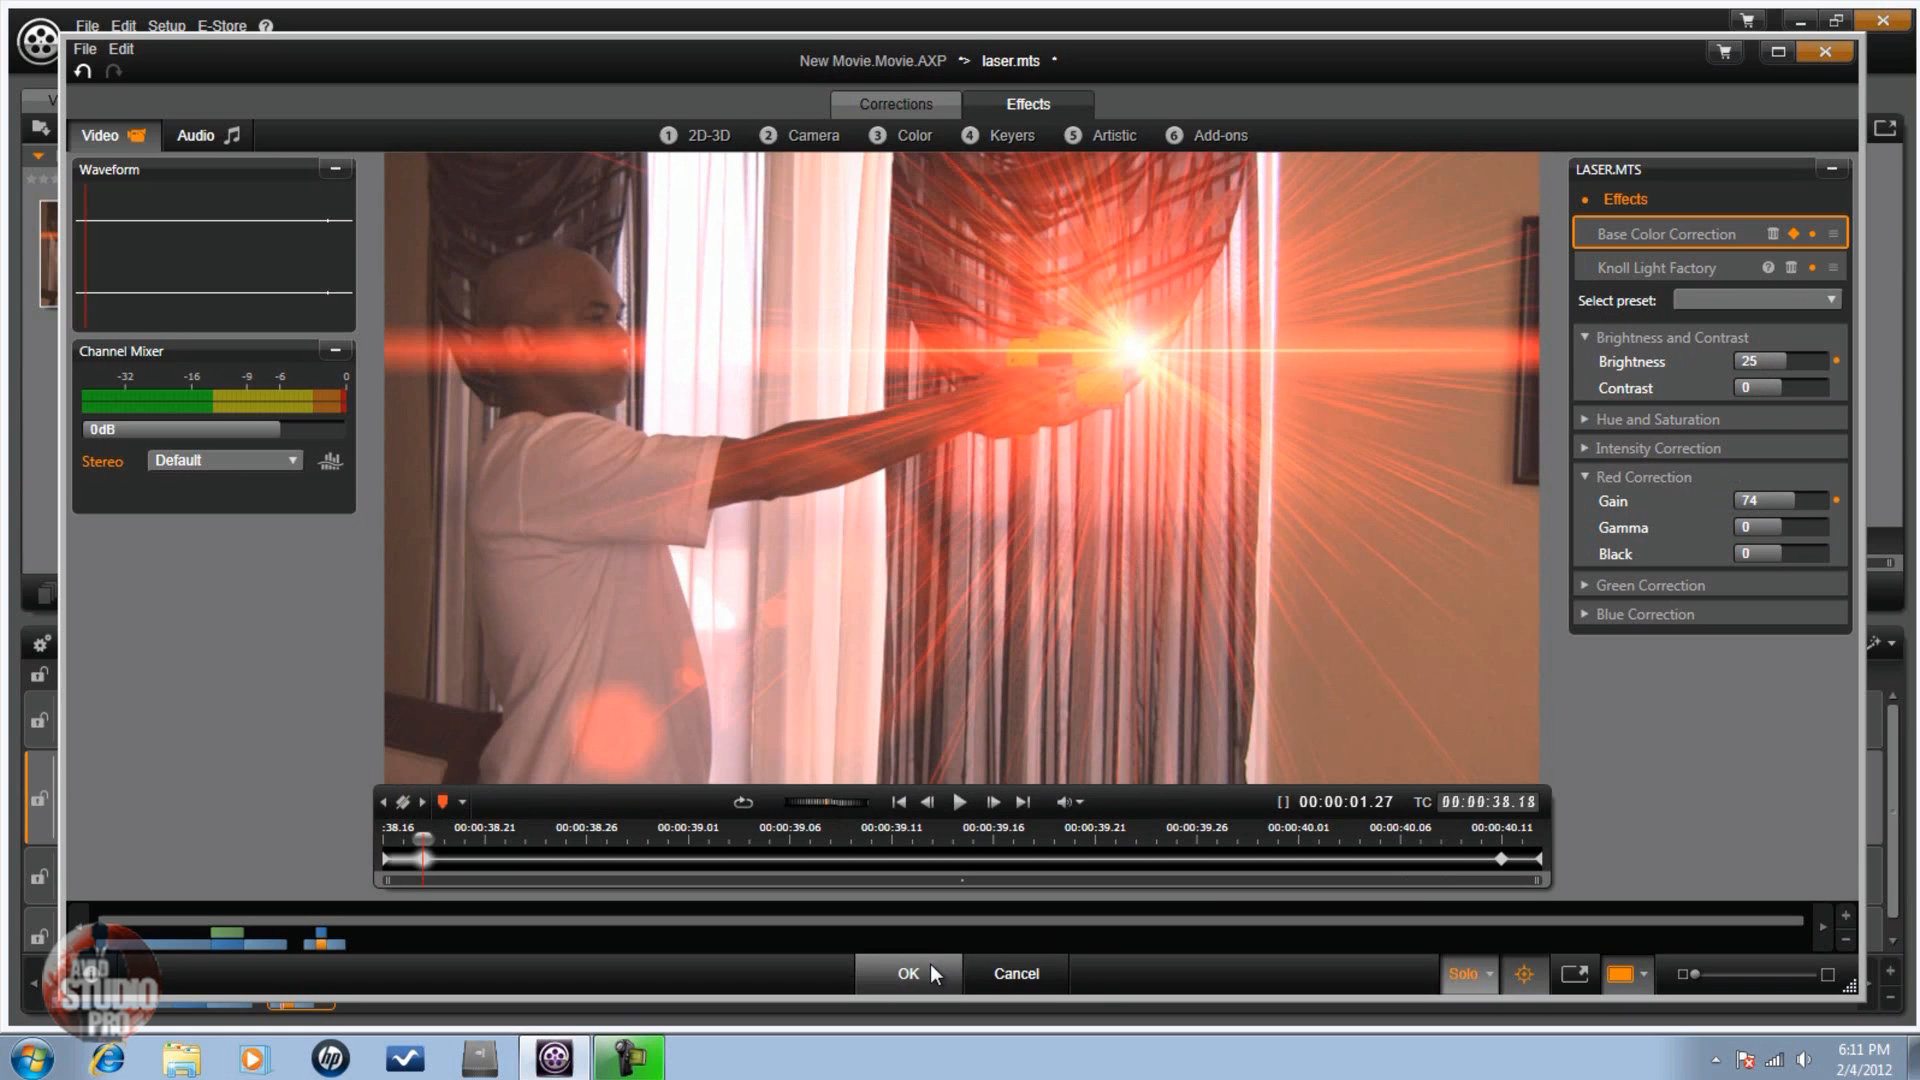 File Edit Setup E-Store ?
File Edit
New Movie.Movie.AXP laser.mts *
Corrections Effects
Video Audio
1 2D-3D 2 Camera 3 Color 4 Keyers 5 Artistic 6 Add-ons
Waveform
Channel Mixer
-32 -16 -9 -6 0
0dB
Stereo Default
LASER.MTS
Effects
Base Color Correction
Knoll Light Factory ?
Select preset:
Brightness and Contrast
Brightness 25
Contrast 0
Hue and Saturation
Intensity Correction
Red Correction
Gain 74
Gamma 0
Black 0
Green Correction
Blue Correction
[ ] 00:00:01.27 TC 00:00:38.18
:38.16 00:00:38.21 00:00:38.26 00:00:39.01 00:00:39.06 00:00:39.11 00:00:39.16 00:00:39.21 00:00:39.26 00:00:40.01 00:00:40.06 00:00:40.11
OK Cancel
Solo
AVID
STUDIO
PRO
hp
6:11 PM
2/4/2012